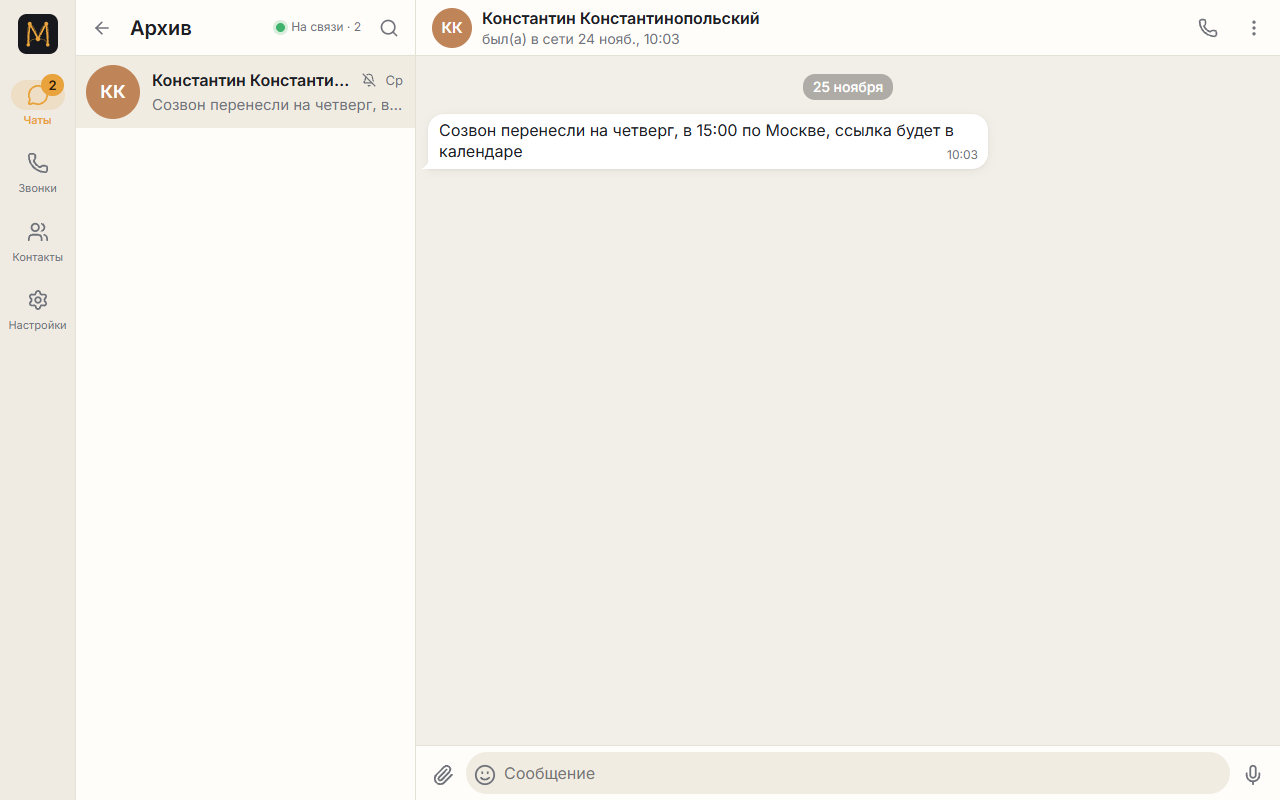 2
Чаты
Звонки
Контакты
Настройки
Архив
На связи · 2
КК
Константин Константи...
Ср
Созвон перенесли на четверг, в...
КК
Константин Константинопольский
был(а) в сети 24 нояб., 10:03
25 ноября
Созвон перенесли на четверг, в 15:00 по Москве, ссылка будет в
календаре
10:03
Сообщение